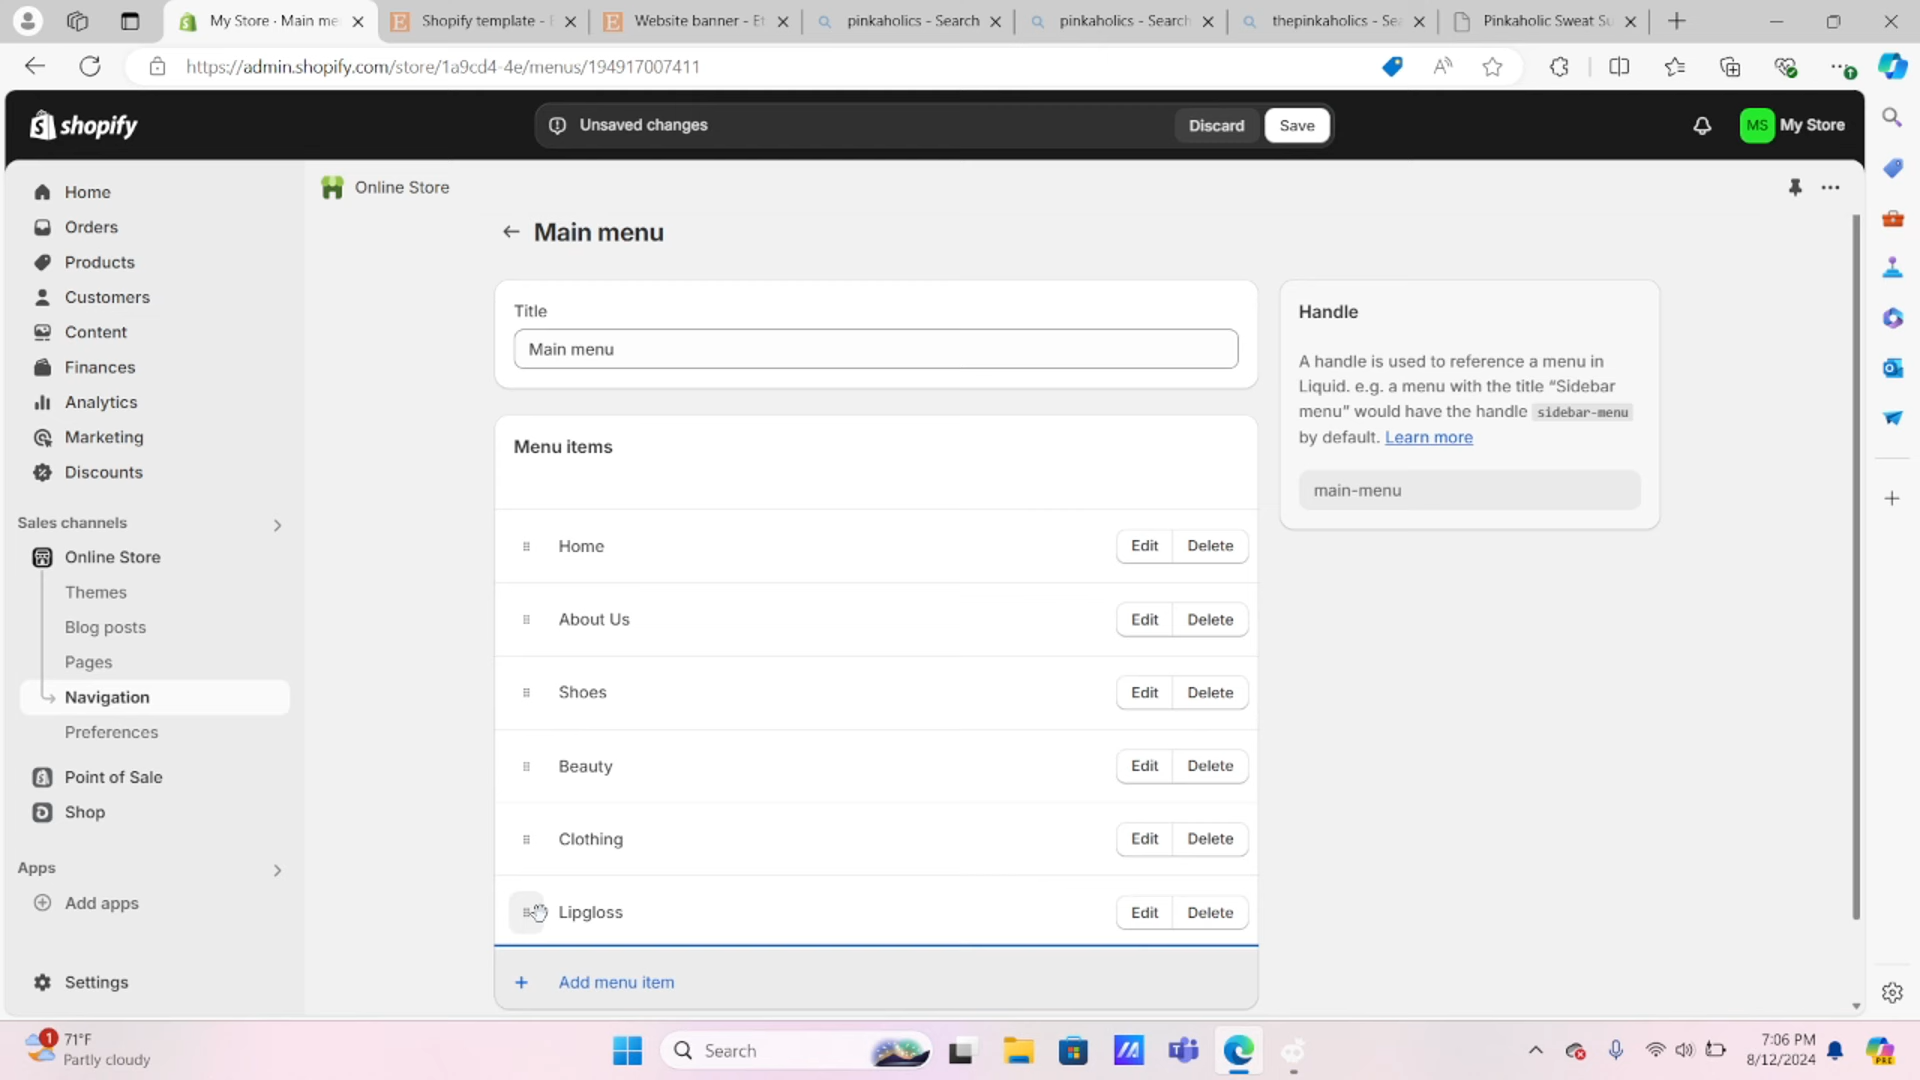 My Store · Main me
Shopify template - E
Website banner - Et
pinkaholics - Search
pinkaholics - Search
thepinkaholics - Sea
Pinkaholic Sweat Su
https://admin.shopify.com/store/1a9cd4-4e/menus/194917007411
shopify
Unsaved changes
Discard
Save
MS
My Store
Home
Orders
Products
Customers
Content
Finances
Analytics
Marketing
Discounts
Sales channels
Online Store
Themes
Blog posts
Pages
Navigation
Preferences
Point of Sale
Shop
Apps
Add apps
Settings
Online Store
Main menu
Title
Main menu
Menu items
Home
Edit
Delete
About Us
Edit
Delete
Shoes
Edit
Delete
Beauty
Edit
Delete
Clothing
Edit
Delete
Lipgloss
Edit
Delete
Add menu item
Handle
A handle is used to reference a menu in
Liquid. e.g. a menu with the title “Sidebar
menu” would have the handle sidebar-menu
by default. Learn more
main-menu
1
71°F
Partly cloudy
Search
7:06 PM
8/12/2024
PRE